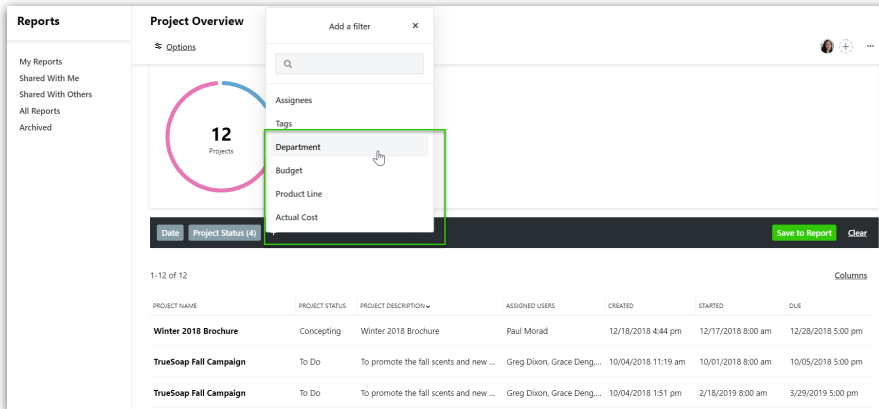 Reports
My Reports
Shared With Me
Shared With Others
All Reports
Archived
Project Overview
Options
12
Projects
Add a filter
Assignees
Tags
Department
Budget
Product Line
Actual Cost
Date Project Status (4) +
Save to Report Clear
1-12 of 12
Columns
PROJECT NAME PROJECT STATUS PROJECT DESCRIPTION ASSIGNED USERS CREATED STARTED DUE
Winter 2018 Brochure Concepting Winter 2018 Brochure Paul Morad 12/18/2018 4:44 pm 12/17/2018 8:00 am 12/28/2018 5:00 pm
TrueSoap Fall Campaign To Do To promote the fall scents and new ... Greg Dixon, Grace Deng,... 10/04/2018 11:19 am 10/01/2018 8:00 am 10/05/2018 5:00 pm
TrueSoap Fall Campaign To Do To promote the fall scents and new ... Greg Dixon, Grace Deng,... 10/04/2018 1:51 pm 2/18/2019 8:00 am 3/29/2019 5:00 pm